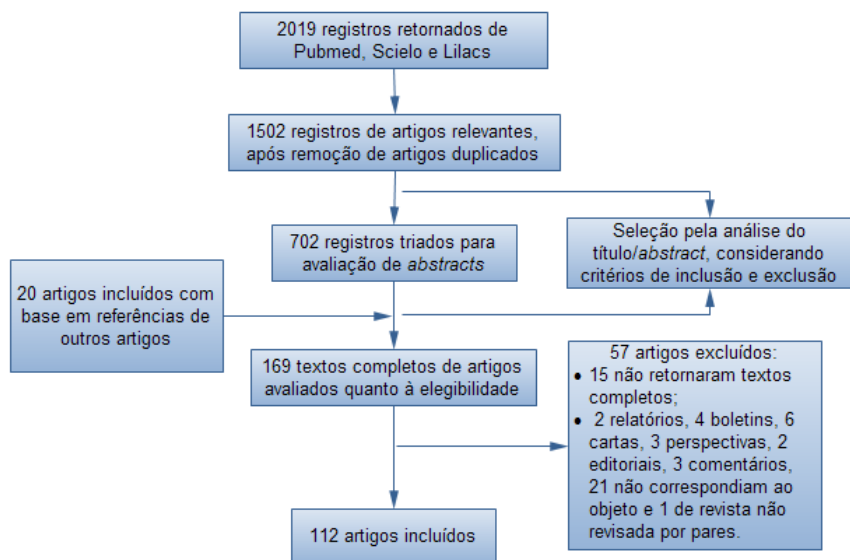 2019 registros retornados de
Pubmed, Scielo e Lilacs
1502 registros de artigos relevantes,
após remoção de artigos duplicados
702 registros triados para
avaliação de abstracts
Seleção pela análise do
título/abstract, considerando
critérios de inclusão e exclusão
20 artigos incluídos com
base em referências de
outros artigos
169 textos completos de artigos
avaliados quanto à elegibilidade
57 artigos excluídos:
• 15 não retornaram textos
completos;
• 2 relatórios, 4 boletins, 6
cartas, 3 perspectivas, 2
editoriais, 3 comentários,
21 não correspondiam ao
objeto e 1 de revista não
revisada por pares.
112 artigos incluídos